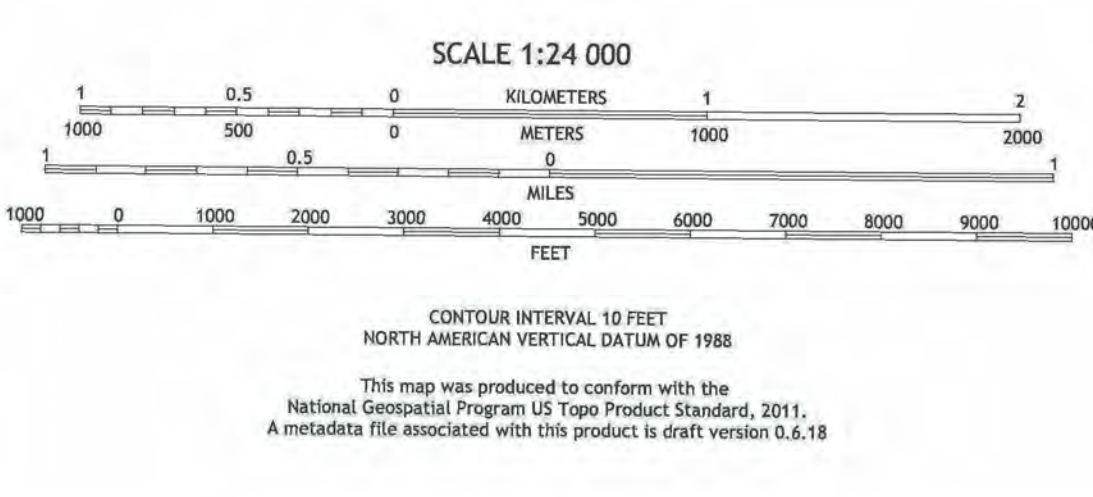 SCALE 1:24 000
1 0.5 0 KILOMETERS 1 2
1000 500 0 METERS 1000 2000
1 0.5 0 1
MILES
1000 0 1000 2000 3000 4000 5000 6000 7000 8000 9000 10000
FEET
CONTOUR INTERVAL 10 FEET
NORTH AMERICAN VERTICAL DATUM OF 1988
This map was produced to conform with the
National Geospatial Program US Topo Product Standard, 2011.
A metadata file associated with this product is draft version 0.6.18